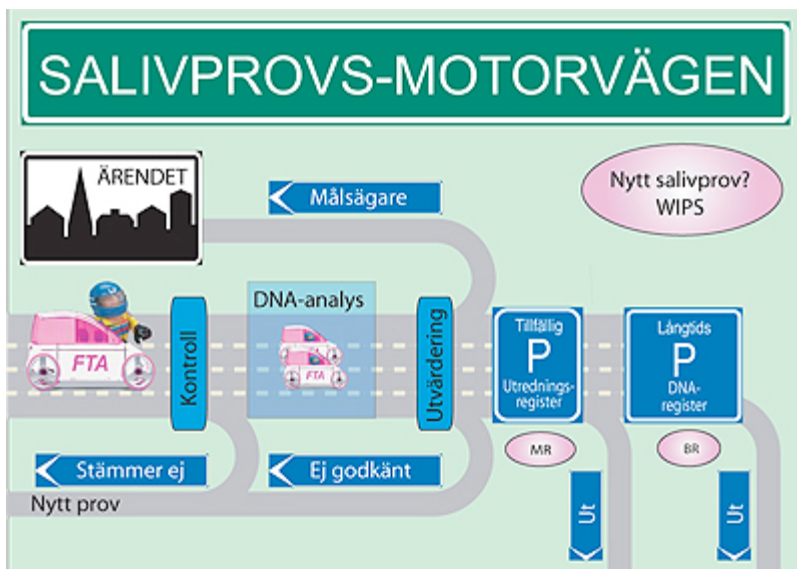 SALIVPROVS-MOTORVÄGEN
ÄRENDET
Målsägare
Nytt salivprov?
WIPS
FTA
Kontroll
DNA-analys
FTA
Utvärdering
Tillfällig
P
Utrednings-
register
Långtids
P
DNA-
register
MR
BR
Stämmer ej
Ej godkänt
Nytt prov
Ut
Ut